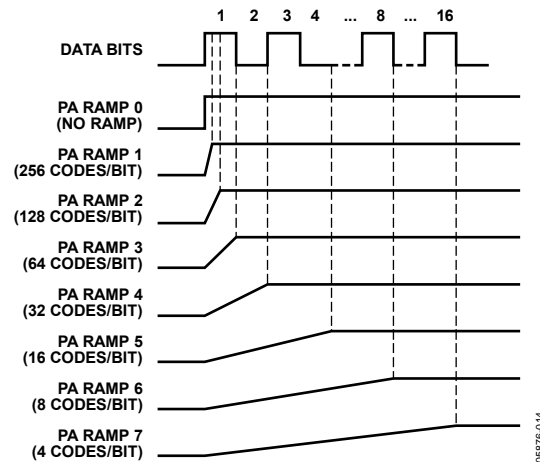 1 2 3 4 ... 8 ... 16
DATA BITS
PA RAMP 0
(NO RAMP)
PA RAMP 1
(256 CODES/BIT)
PA RAMP 2
(128 CODES/BIT)
PA RAMP 3
(64 CODES/BIT)
PA RAMP 4
(32 CODES/BIT)
PA RAMP 5
(16 CODES/BIT)
PA RAMP 6
(8 CODES/BIT)
PA RAMP 7
(4 CODES/BIT)
05876-044